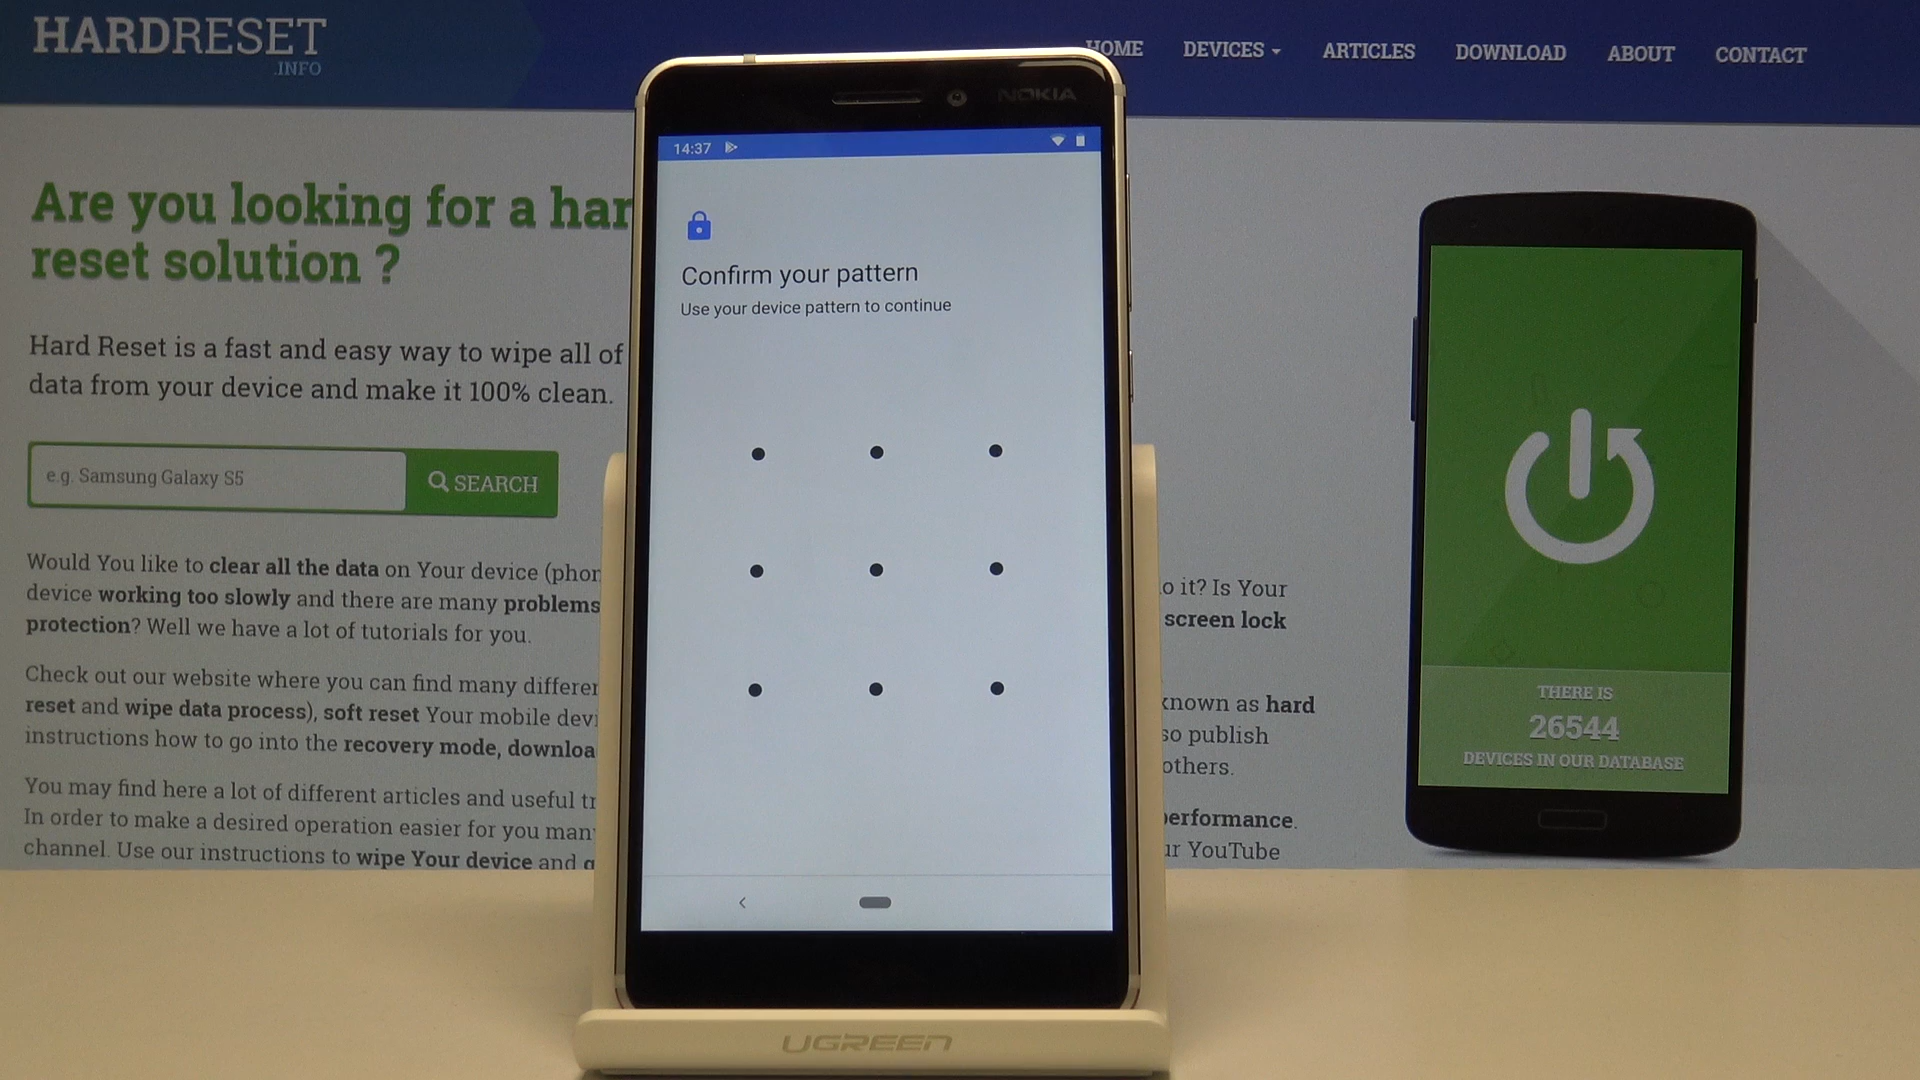 HARDRESET
.INFO
HOME DEVICES ARTICLES DOWNLOAD ABOUT CONTACT
NOKIA
14:37
Confirm your pattern
Use your device pattern to continue
Are you looking for a har
reset solution ?
Hard Reset is a fast and easy way to wipe all of
data from your device and make it 100% clean.
e.g. Samsung Galaxy S5
SEARCH
Would You like to clear all the data on Your device (phon
o it? Is Your
device working too slowly and there are many problems
screen lock
protection? Well we have a lot of tutorials for you.
Check out our website where you can find many differen
reset and wipe data process), soft reset Your mobile devi
known as hard
instructions how to go into the recovery mode, downloa
so publish
others.
You may find here a lot of different articles and useful tr
In order to make a desired operation easier for you man
performance.
channel. Use our instructions to wipe Your device and g
ur YouTube
THERE IS
26544
DEVICES IN OUR DATABASE
UGREEN